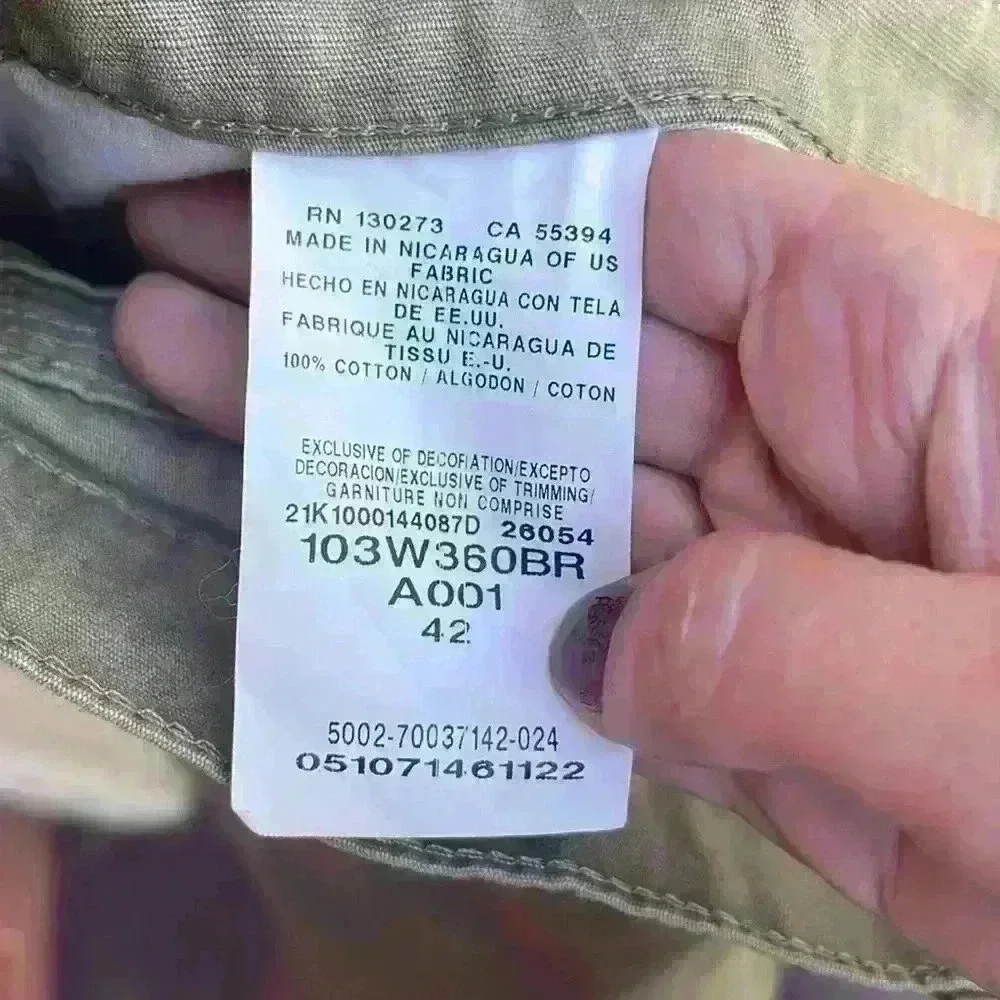 RN 130273 CA 55394
MADE IN NICARAGUA OF US
FABRIC
HECHO EN NICARAGUA CON TELA
DE EE.UU.
FABRIQUE AU NICARAGUA DE
TISSU E.-U.
100% COTTON / ALGODON / COTON
EXCLUSIVE OF DECOFIATION/EXCEPTO
DECORACION/EXCLUSIVE OF TRIMMING/
GARNITURE NON COMPRISE
21K1000144087D 26054
103W360BR
A001
42
5002-70037142-024
051071461122